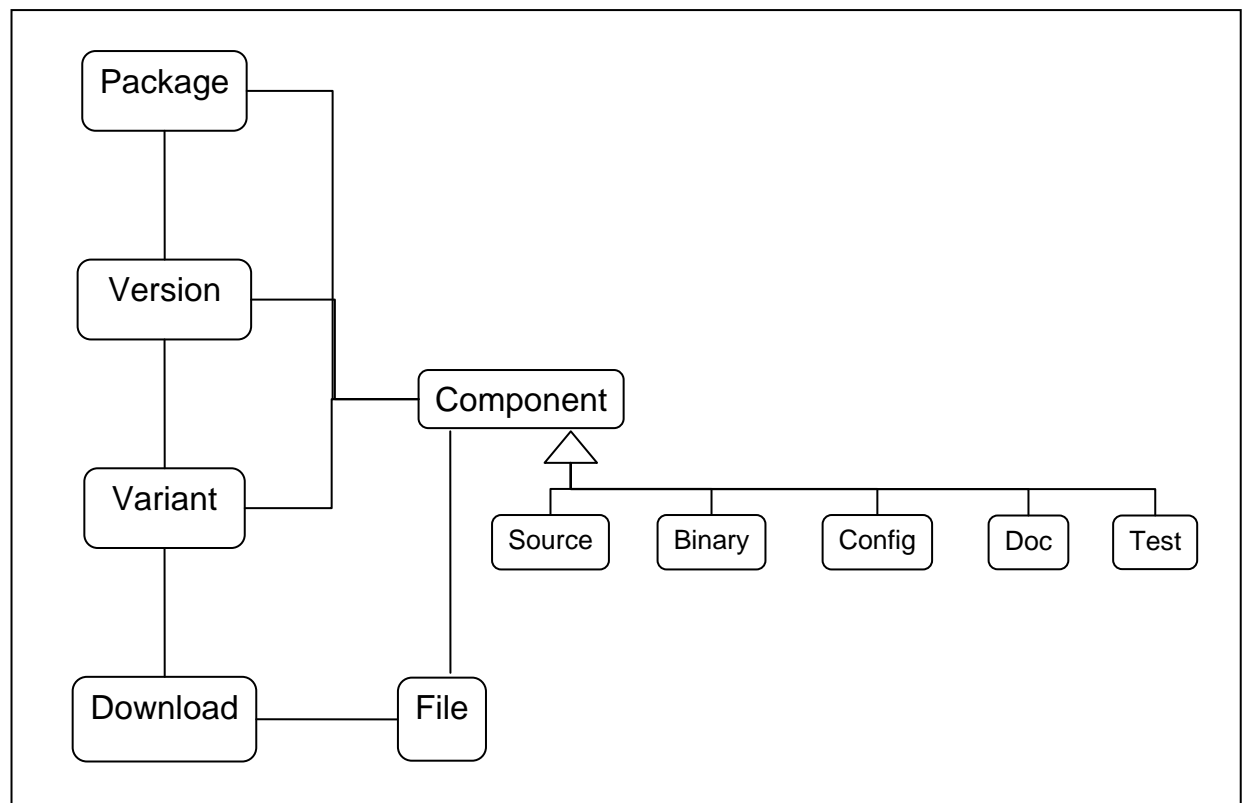 Package
Version
Component
Variant
Source
Binary
Config
Doc
Test
Download
File